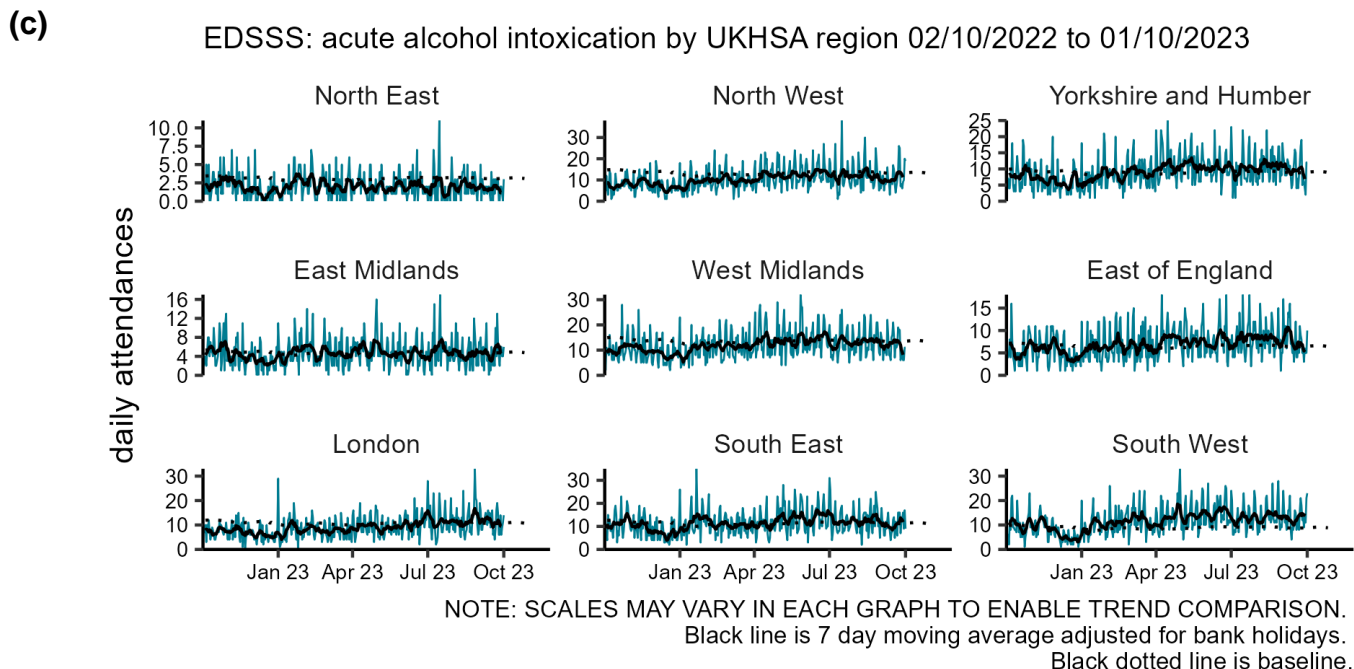 (c)
EDSSS: acute alcohol intoxication by UKHSA region 02/10/2022 to 01/10/2023
daily attendances
North East
10.0
7.5
5.0
2.5
0.0
North West
30
20
10
0
Yorkshire and Humber
25
20
15
10
5
0
East Midlands
16
12
8
4
0
West Midlands
30
20
10
0
East of England
15
10
5
0
London
30
20
10
0
Jan 23 Apr 23 Jul 23 Oct 23
South East
30
20
10
0
Jan 23 Apr 23 Jul 23 Oct 23
South West
30
20
10
0
Jan 23 Apr 23 Jul 23 Oct 23
NOTE: SCALES MAY VARY IN EACH GRAPH TO ENABLE TREND COMPARISON.
Black line is 7 day moving average adjusted for bank holidays.
Black dotted line is baseline.